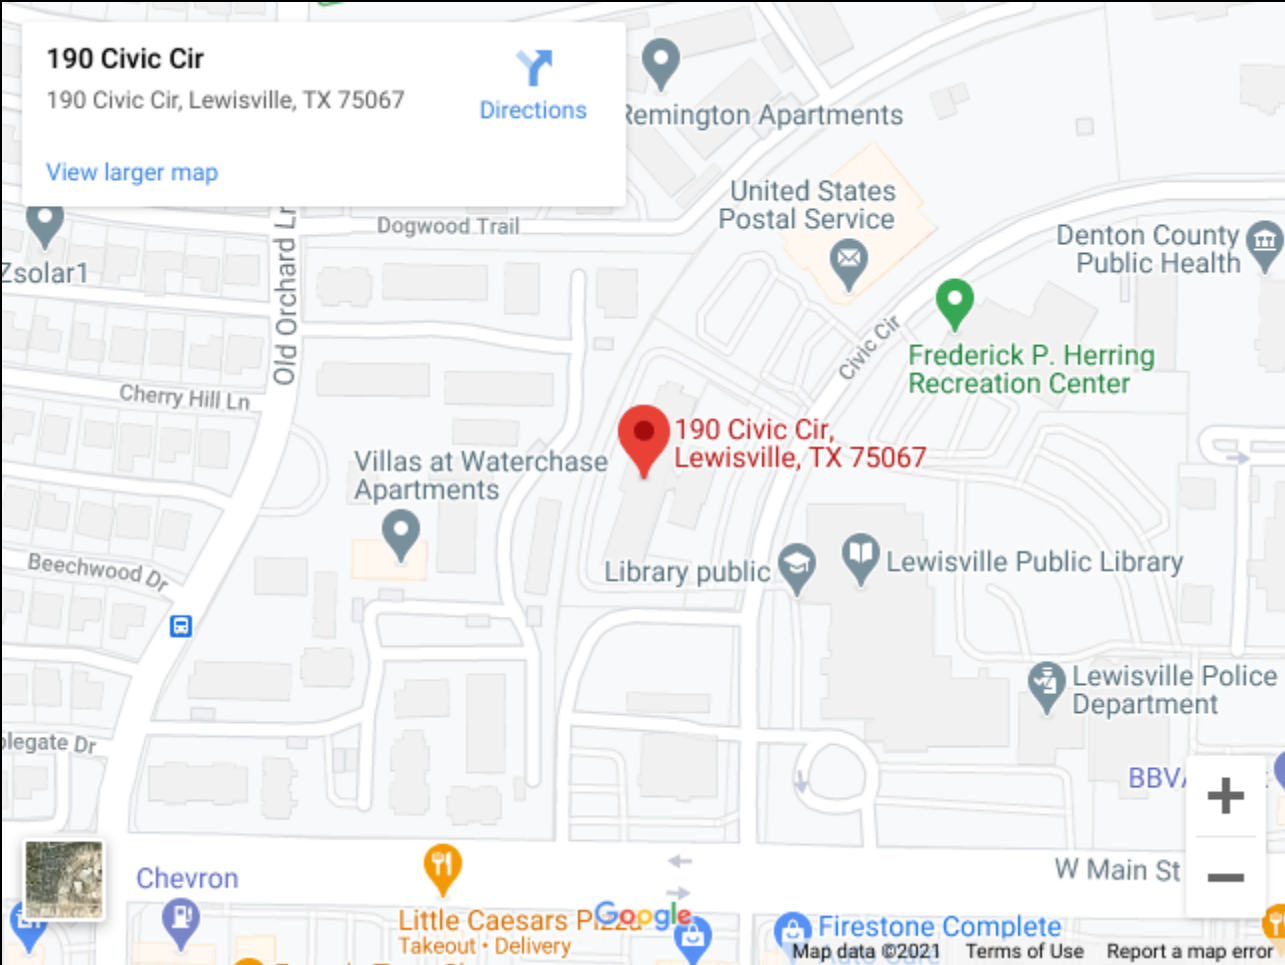 190 Civic Cir
190 Civic Cir, Lewisville, TX 75067
Directions
View larger map
Remington Apartments
United States
Postal Service
Dogwood Trail
Denton County
Public Health
Zsolar1
Old Orchard Ln
Civic Cir
Frederick P. Herring
Recreation Center
Cherry Hill Ln
190 Civic Cir,
Lewisville, TX 75067
Villas at Waterchase
Apartments
Beechwood Dr
Library public
Lewisville Public Library
Lewisville Police
Department
plegate Dr
BBVA
W Main St
Chevron
Little Caesars Pizza
Takeout • Delivery
Google
Firestone Complete
Auto Care
Map data ©2021
Terms of Use
Report a map error